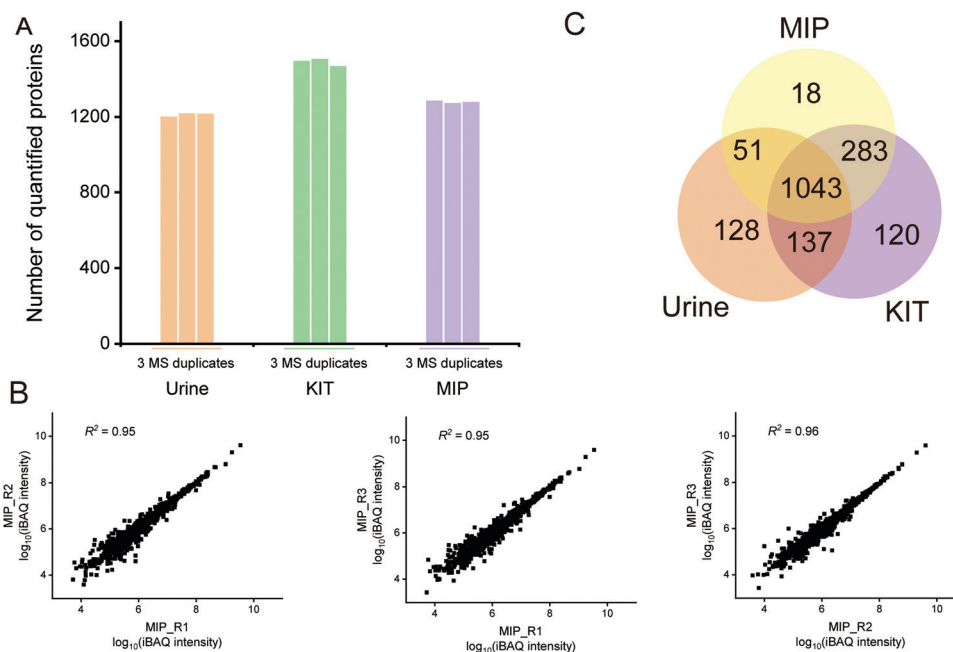 A
Number of quantified proteins
1600
1200
800
400
0
3 MS duplicates
3 MS duplicates
3 MS duplicates
Urine
KIT
MIP
C
MIP
18
51
283
1043
128
137
120
Urine
KIT
B
R² = 0.95
MIP_R2
log₁₀(iBAQ intensity)
10
8
6
4
4
6
8
10
MIP_R1
log₁₀(iBAQ intensity)
R² = 0.95
MIP_R3
log₁₀(iBAQ intensity)
10
8
6
4
4
6
8
10
MIP_R1
log₁₀(iBAQ intensity)
R² = 0.96
MIP_R3
log₁₀(iBAQ intensity)
10
8
6
4
4
6
8
10
MIP_R2
log₁₀(iBAQ intensity)